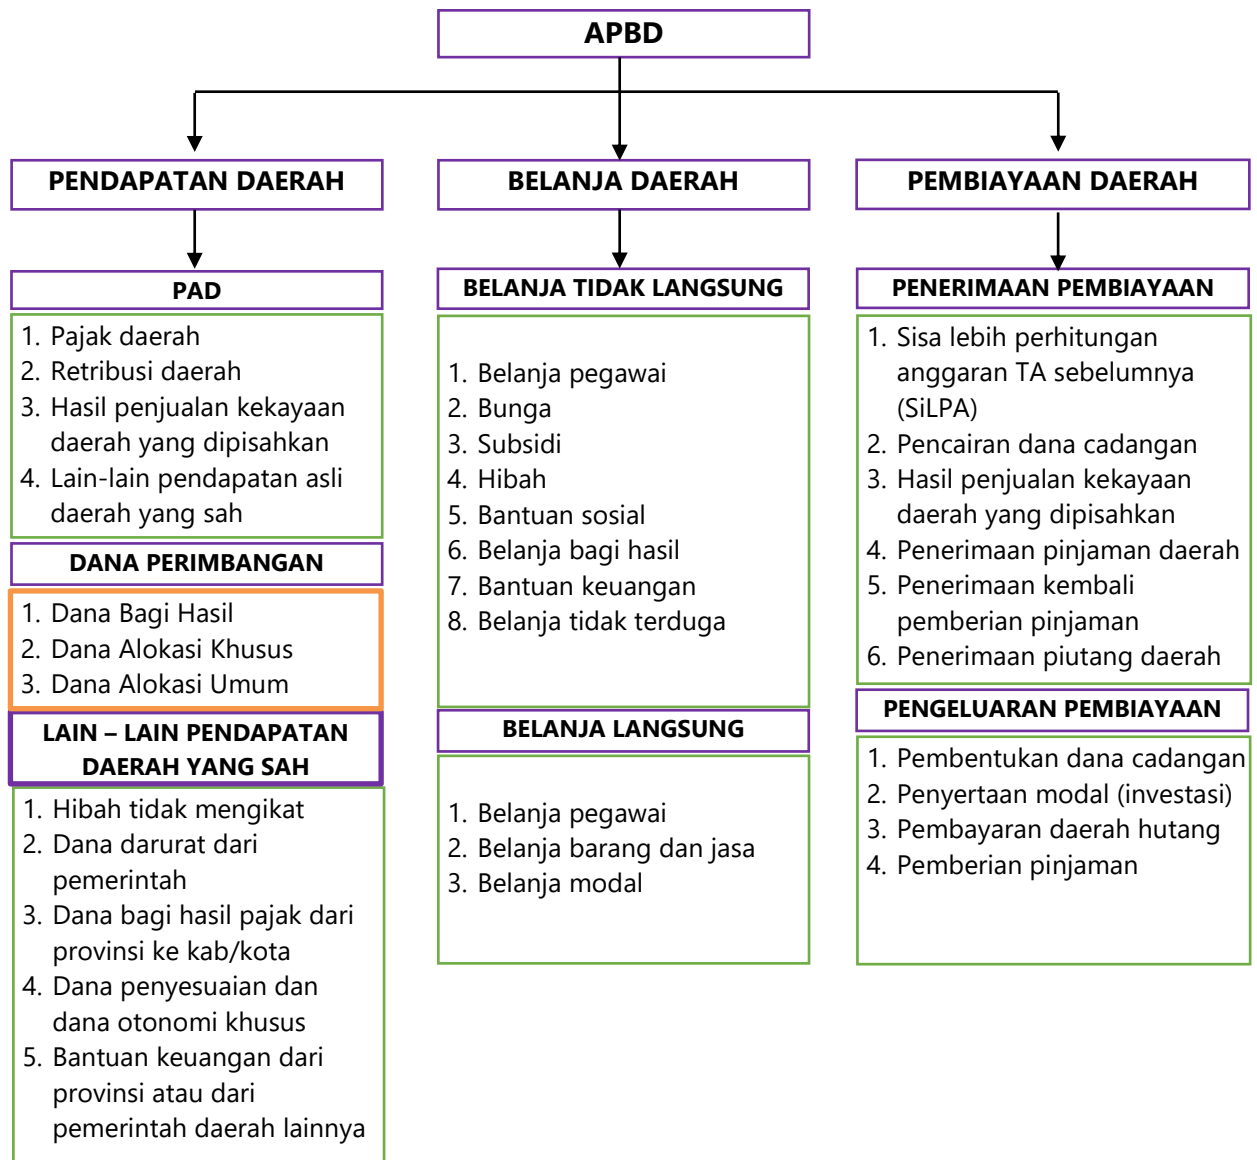 APBD
PENDAPATAN DAERAH
PAD
1. Pajak daerah
2. Retribusi daerah
3. Hasil penjualan kekayaan
daerah yang dipisahkan
4. Lain-lain pendapatan asli
daerah yang sah
DANA PERIMBANGAN
1. Dana Bagi Hasil
2. Dana Alokasi Khusus
3. Dana Alokasi Umum
LAIN – LAIN PENDAPATAN
DAERAH YANG SAH
1. Hibah tidak mengikat
2. Dana darurat dari
pemerintah
3. Dana bagi hasil pajak dari
provinsi ke kab/kota
4. Dana penyesuaian dan
dana otonomi khusus
5. Bantuan keuangan dari
provinsi atau dari
pemerintah daerah lainnya
BELANJA DAERAH
BELANJA TIDAK LANGSUNG
1. Belanja pegawai
2. Bunga
3. Subsidi
4. Hibah
5. Bantuan sosial
6. Belanja bagi hasil
7. Bantuan keuangan
8. Belanja tidak terduga
BELANJA LANGSUNG
1. Belanja pegawai
2. Belanja barang dan jasa
3. Belanja modal
PEMBIAYAAN DAERAH
PENERIMAAN PEMBIAYAAN
1. Sisa lebih perhitungan
anggaran TA sebelumnya
(SiLPA)
2. Pencairan dana cadangan
3. Hasil penjualan kekayaan
daerah yang dipisahkan
4. Penerimaan pinjaman daerah
5. Penerimaan kembali
pemberian pinjaman
6. Penerimaan piutang daerah
PENGELUARAN PEMBIAYAAN
1. Pembentukan dana cadangan
2. Penyertaan modal (investasi)
3. Pembayaran daerah hutang
4. Pemberian pinjaman